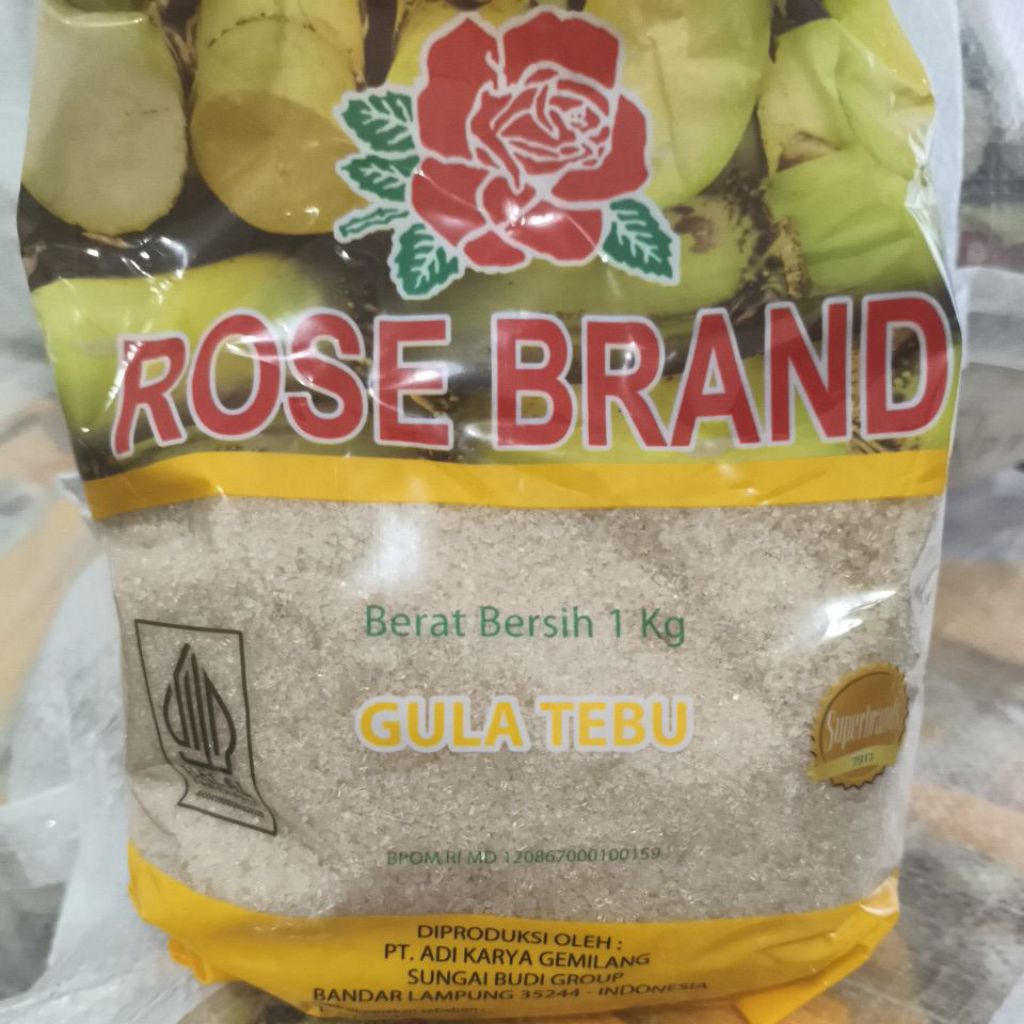 ROSE BRAND
Berat Bersih 1 Kg
GULA TEBU
Superbrands
BPOM RI MD 120867000100159
DIPRODUKSI OLEH :
PT. ADI KARYA GEMILANG
SUNGAI BUDI GROUP
BANDAR LAMPUNG 35244 - INDONESIA